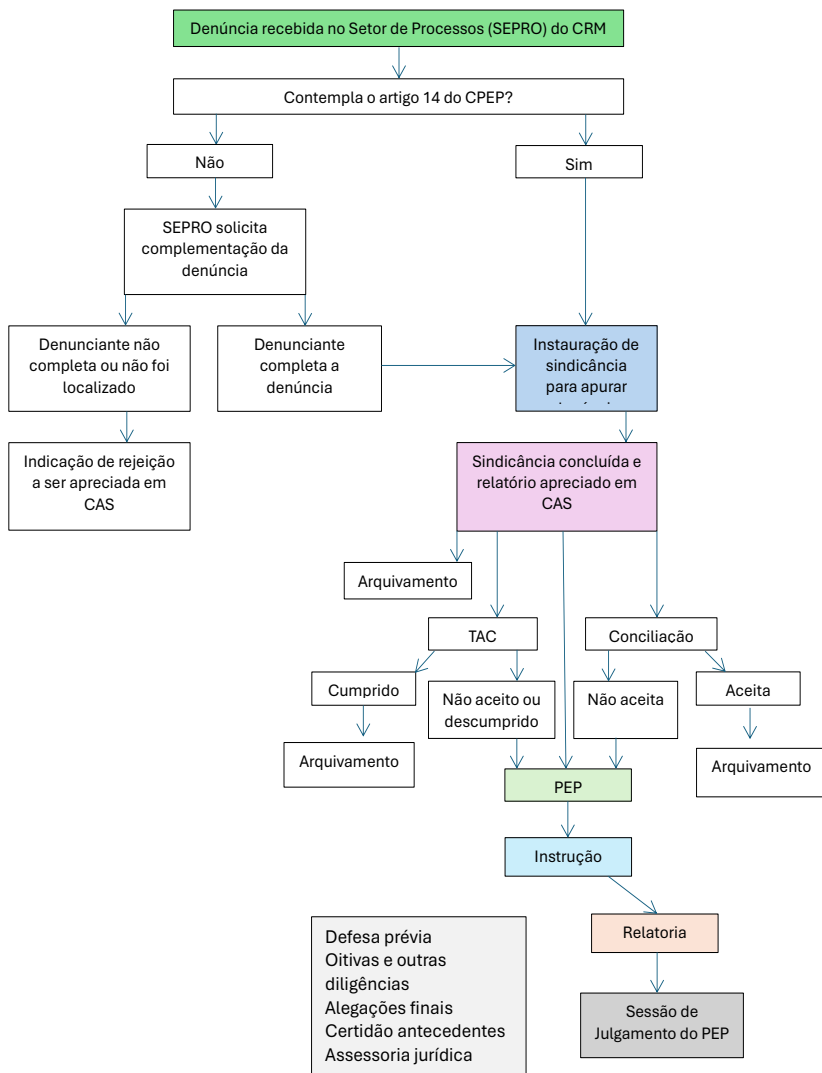 Denúncia recebida no Setor de Processos (SEPRO) do CRM
Contempla o artigo 14 do CPEP?
Não
Sim
SEPRO solicita
complementação da
denúncia
Denunciante não
completa ou não foi
localizado
Denunciante
completa a
denúncia
Instauração de
sindicância
para apurar
Indicação de rejeição
a ser apreciada em
CAS
Sindicância concluída e
relatório apreciado em
CAS
Arquivamento
TAC
Conciliação
Cumprido
Não aceito ou
descumprido
Não aceita
Aceita
Arquivamento
Arquivamento
PEP
Instrução
Relatoria
Defesa prévia
Oitivas e outras
diligências
Alegações finais
Certidão antecedentes
Assessoria jurídica
Sessão de
Julgamento do PEP